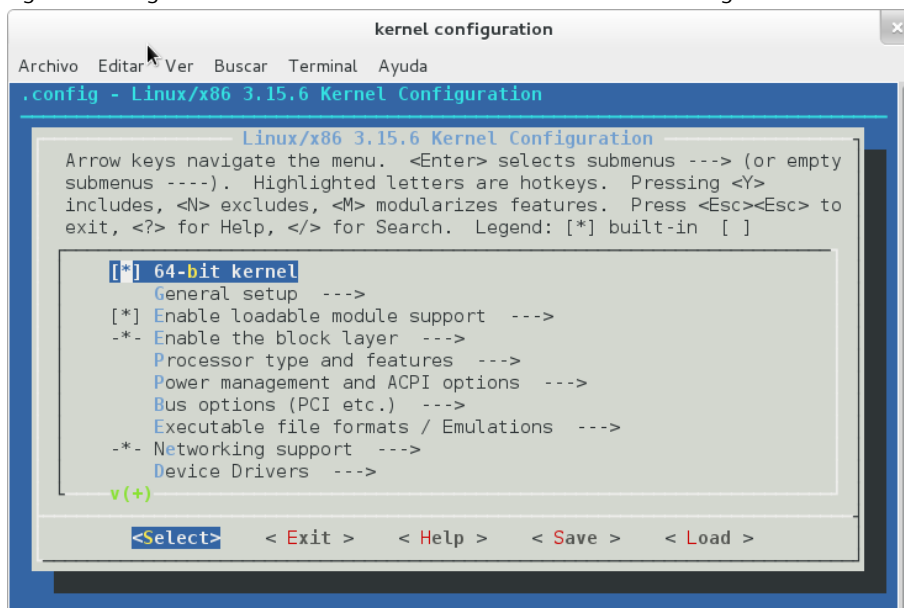 kernel configuration
Archivo Editar Ver Buscar Terminal Ayuda
.config - Linux/x86 3.15.6 Kernel Configuration
Linux/x86 3.15.6 Kernel Configuration
Arrow keys navigate the menu.  <Enter> selects submenus ---> (or empty
submenus ----).  Highlighted letters are hotkeys.  Pressing <Y>
includes, <N> excludes, <M> modularizes features.  Press <Esc><Esc> to
exit, <?> for Help, </> for Search.  Legend: [*] built-in  [ ]
[*] 64-bit kernel
General setup  --->
[*] Enable loadable module support  --->
-*- Enable the block layer  --->
Processor type and features  --->
Power management and ACPI options  --->
Bus options (PCI etc.)  --->
Executable file formats / Emulations  --->
-*- Networking support  --->
Device Drivers  --->
v(+)
<Select>    < Exit >    < Help >    < Save >    < Load >